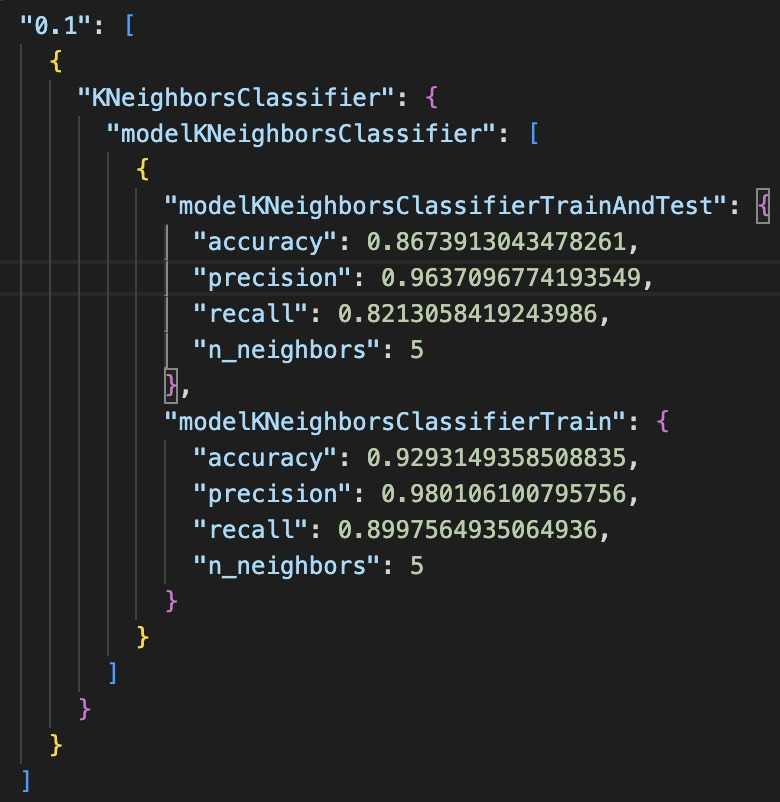 "0.1": [
{
"KNeighborsClassifier": {
"modelKNeighborsClassifier": [
{
"modelKNeighborsClassifierTrainAndTest": {
"accuracy": 0.8673913043478261,
"precision": 0.9637096774193549,
"recall": 0.8213058419243986,
"n_neighbors": 5
},
"modelKNeighborsClassifierTrain": {
"accuracy": 0.9293149358508835,
"precision": 0.980106100795756,
"recall": 0.8997564935064936,
"n_neighbors": 5
}
}
]
}
}
]